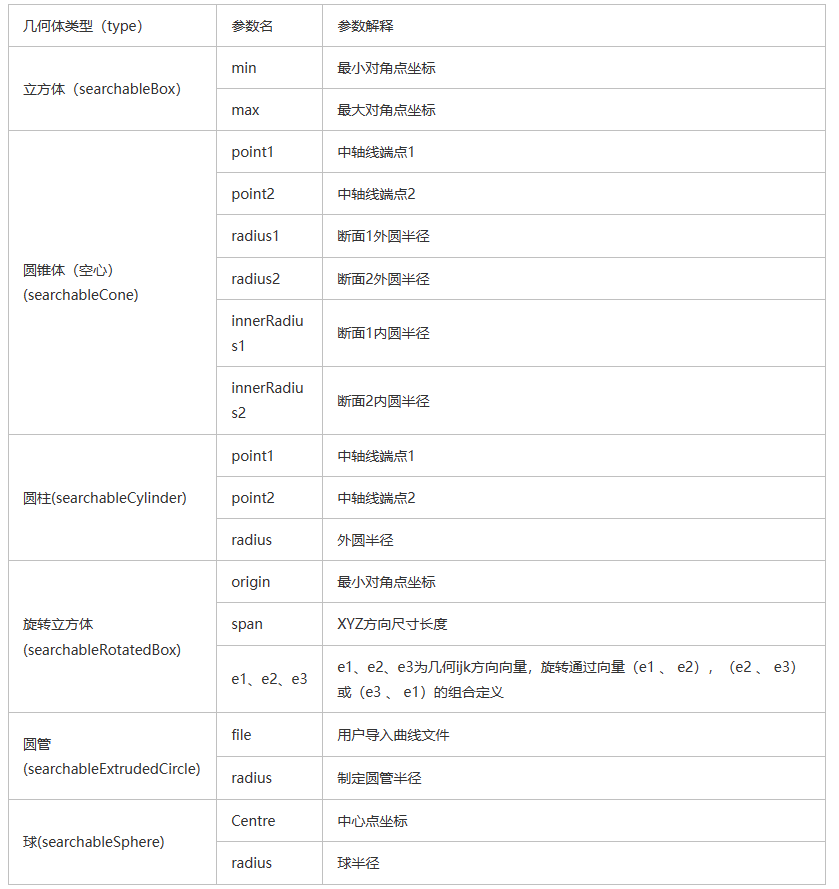 几何体类型（type）
参数名
参数解释
立方体（searchableBox）
min
最小对角点坐标
max
最大对角点坐标
圆锥体（空心）
(searchableCone)
point1
中轴线端点1
point2
中轴线端点2
radius1
断面1外圆半径
radius2
断面2外圆半径
innerRadiu
s1
断面1内圆半径
innerRadiu
s2
断面2内圆半径
圆柱(searchableCylinder)
point1
中轴线端点1
point2
中轴线端点2
radius
外圆半径
旋转立方体
(searchableRotatedBox)
origin
最小对角点坐标
span
XYZ方向尺寸长度
e1、e2、e3
e1、e2、e3为几何ijk方向向量，旋转通过向量（e1 、 e2），（e2 、 e3）
或（e3 、 e1）的组合定义
圆管
(searchableExtrudedCircle)
file
用户导入曲线文件
radius
制定圆管半径
球(searchableSphere)
Centre
中心点坐标
radius
球半径